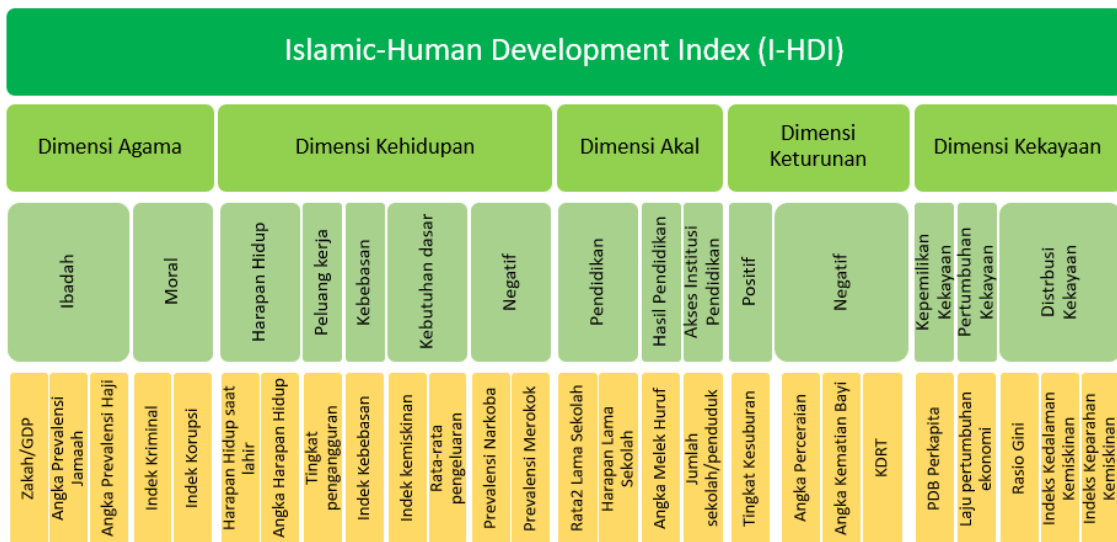 Islamic-Human Development Index (I-HDI)
Dimensi Agama
Dimensi Kehidupan
Dimensi Akal
Dimensi
Keturunan
Dimensi Kekayaan
Ibadah
Moral
Harapan Hidup
Peluang kerja
Kebebasan
Kebutuhan dasar
Negatif
Pendidikan
Hasil Pendidikan
Akses Institusi
Pendidikan
Positif
Negatif
Kepemilikan
Kekayaan
Pertumbuhan
Kekayaan
Distrbusi
Kekayaan
Zakah/GDP
Angka Prevalensi
Jamaah
Angka Prevalensi Haji
Indek Kriminal
Indek Korupsi
Harapan Hidup saat
lahir
Angka Harapan Hidup
Tingkat
pengangguran
Indek Kebebasan
Indek kemiskinan
Rata-rata
pengeluaran
Prevalensi Narkoba
Prevalensi Merokok
Rata2 Lama Sekolah
Harapan Lama
Sekolah
Angka Melek Huruf
Jumlah
sekolah/penduduk
Tingkat Kesuburan
Angka Perceraian
Angka Kematian Bayi
KDRT
PDB Perkapita
Laju pertumbuhan
ekonomi
Rasio Gini
Indeks Kedalaman
Kemiskinan
Indeks Keparahan
Kemiskinan